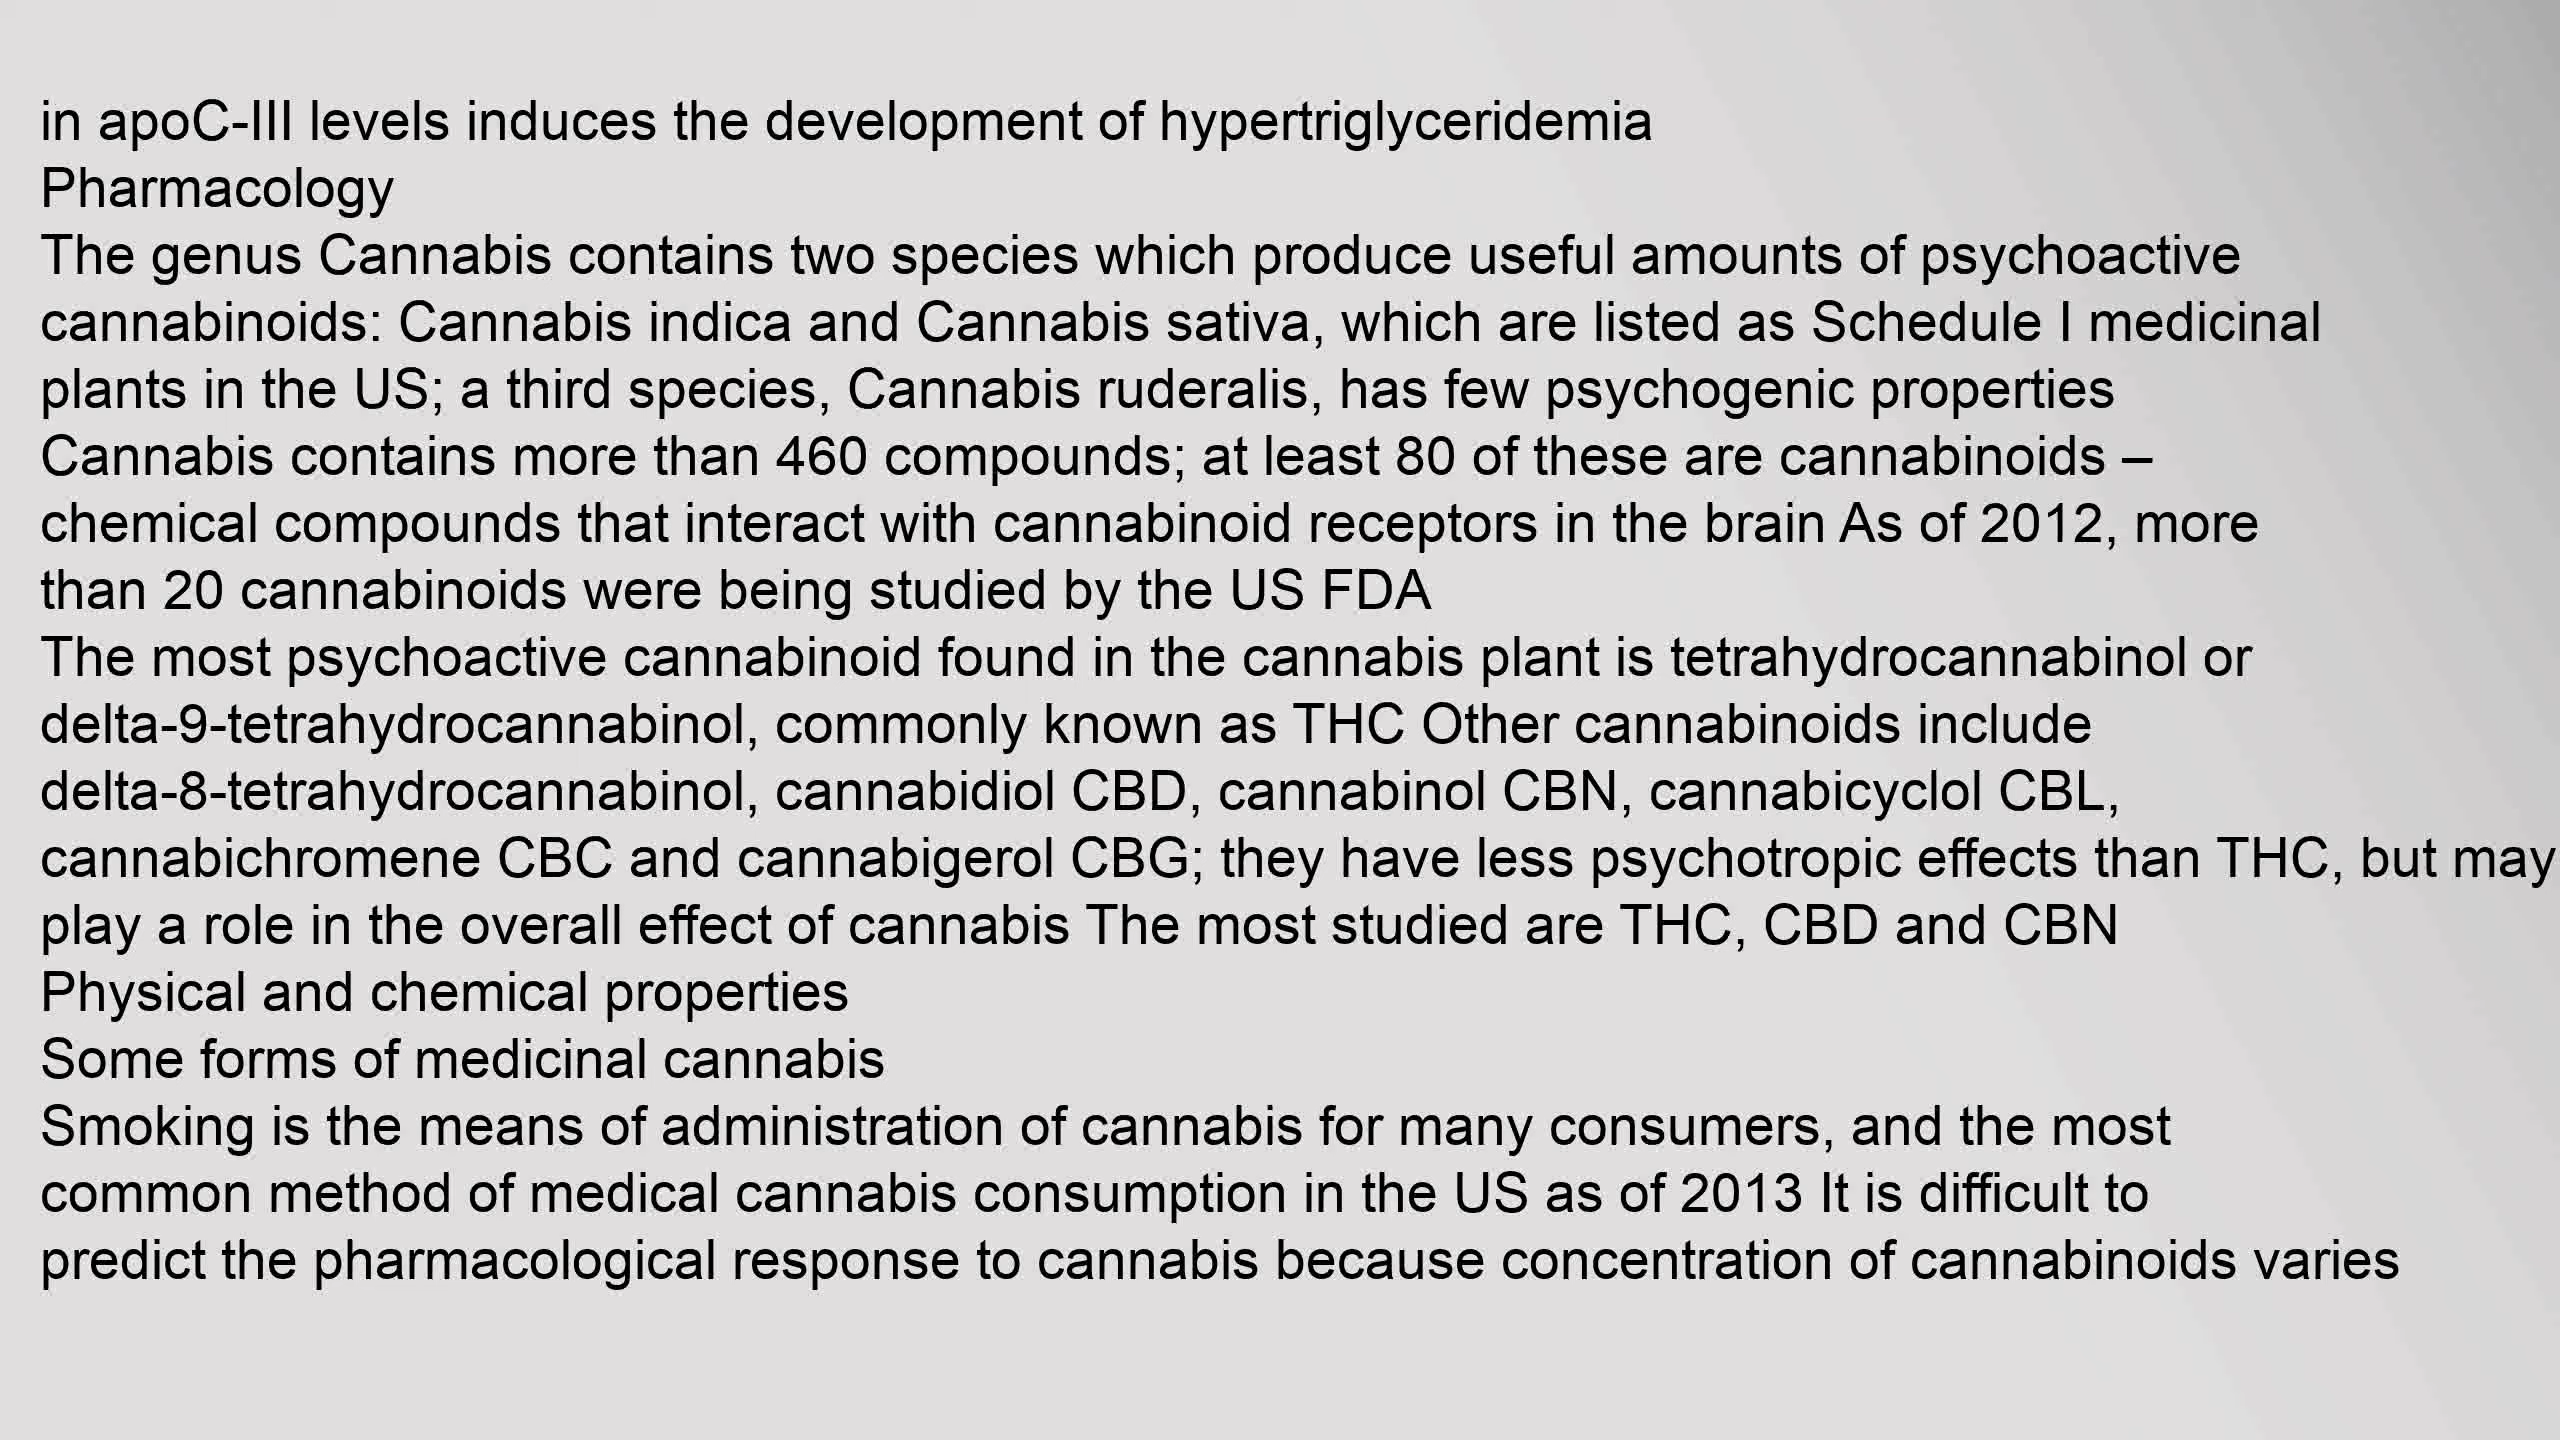 in apoC-III levels induces the development of hypertriglyceridemia
Pharmacology
The genus Cannabis contains two species which produce useful amounts of psychoactive
cannabinoids: Cannabis indica and Cannabis sativa, which are listed as Schedule I medicinal
plants in the US; a third species, Cannabis ruderalis, has few psychogenic properties
Cannabis contains more than 460 compounds; at least 80 of these are cannabinoids –
chemical compounds that interact with cannabinoid receptors in the brain As of 2012, more
than 20 cannabinoids were being studied by the US FDA
The most psychoactive cannabinoid found in the cannabis plant is tetrahydrocannabinol or
delta-9-tetrahydrocannabinol, commonly known as THC Other cannabinoids include
delta-8-tetrahydrocannabinol, cannabidiol CBD, cannabinol CBN, cannabicyclol CBL,
cannabichromene CBC and cannabigerol CBG; they have less psychotropic effects than THC, but may
play a role in the overall effect of cannabis The most studied are THC, CBD and CBN
Physical and chemical properties
Some forms of medicinal cannabis
Smoking is the means of administration of cannabis for many consumers, and the most
common method of medical cannabis consumption in the US as of 2013 It is difficult to
predict the pharmacological response to cannabis because concentration of cannabinoids varies